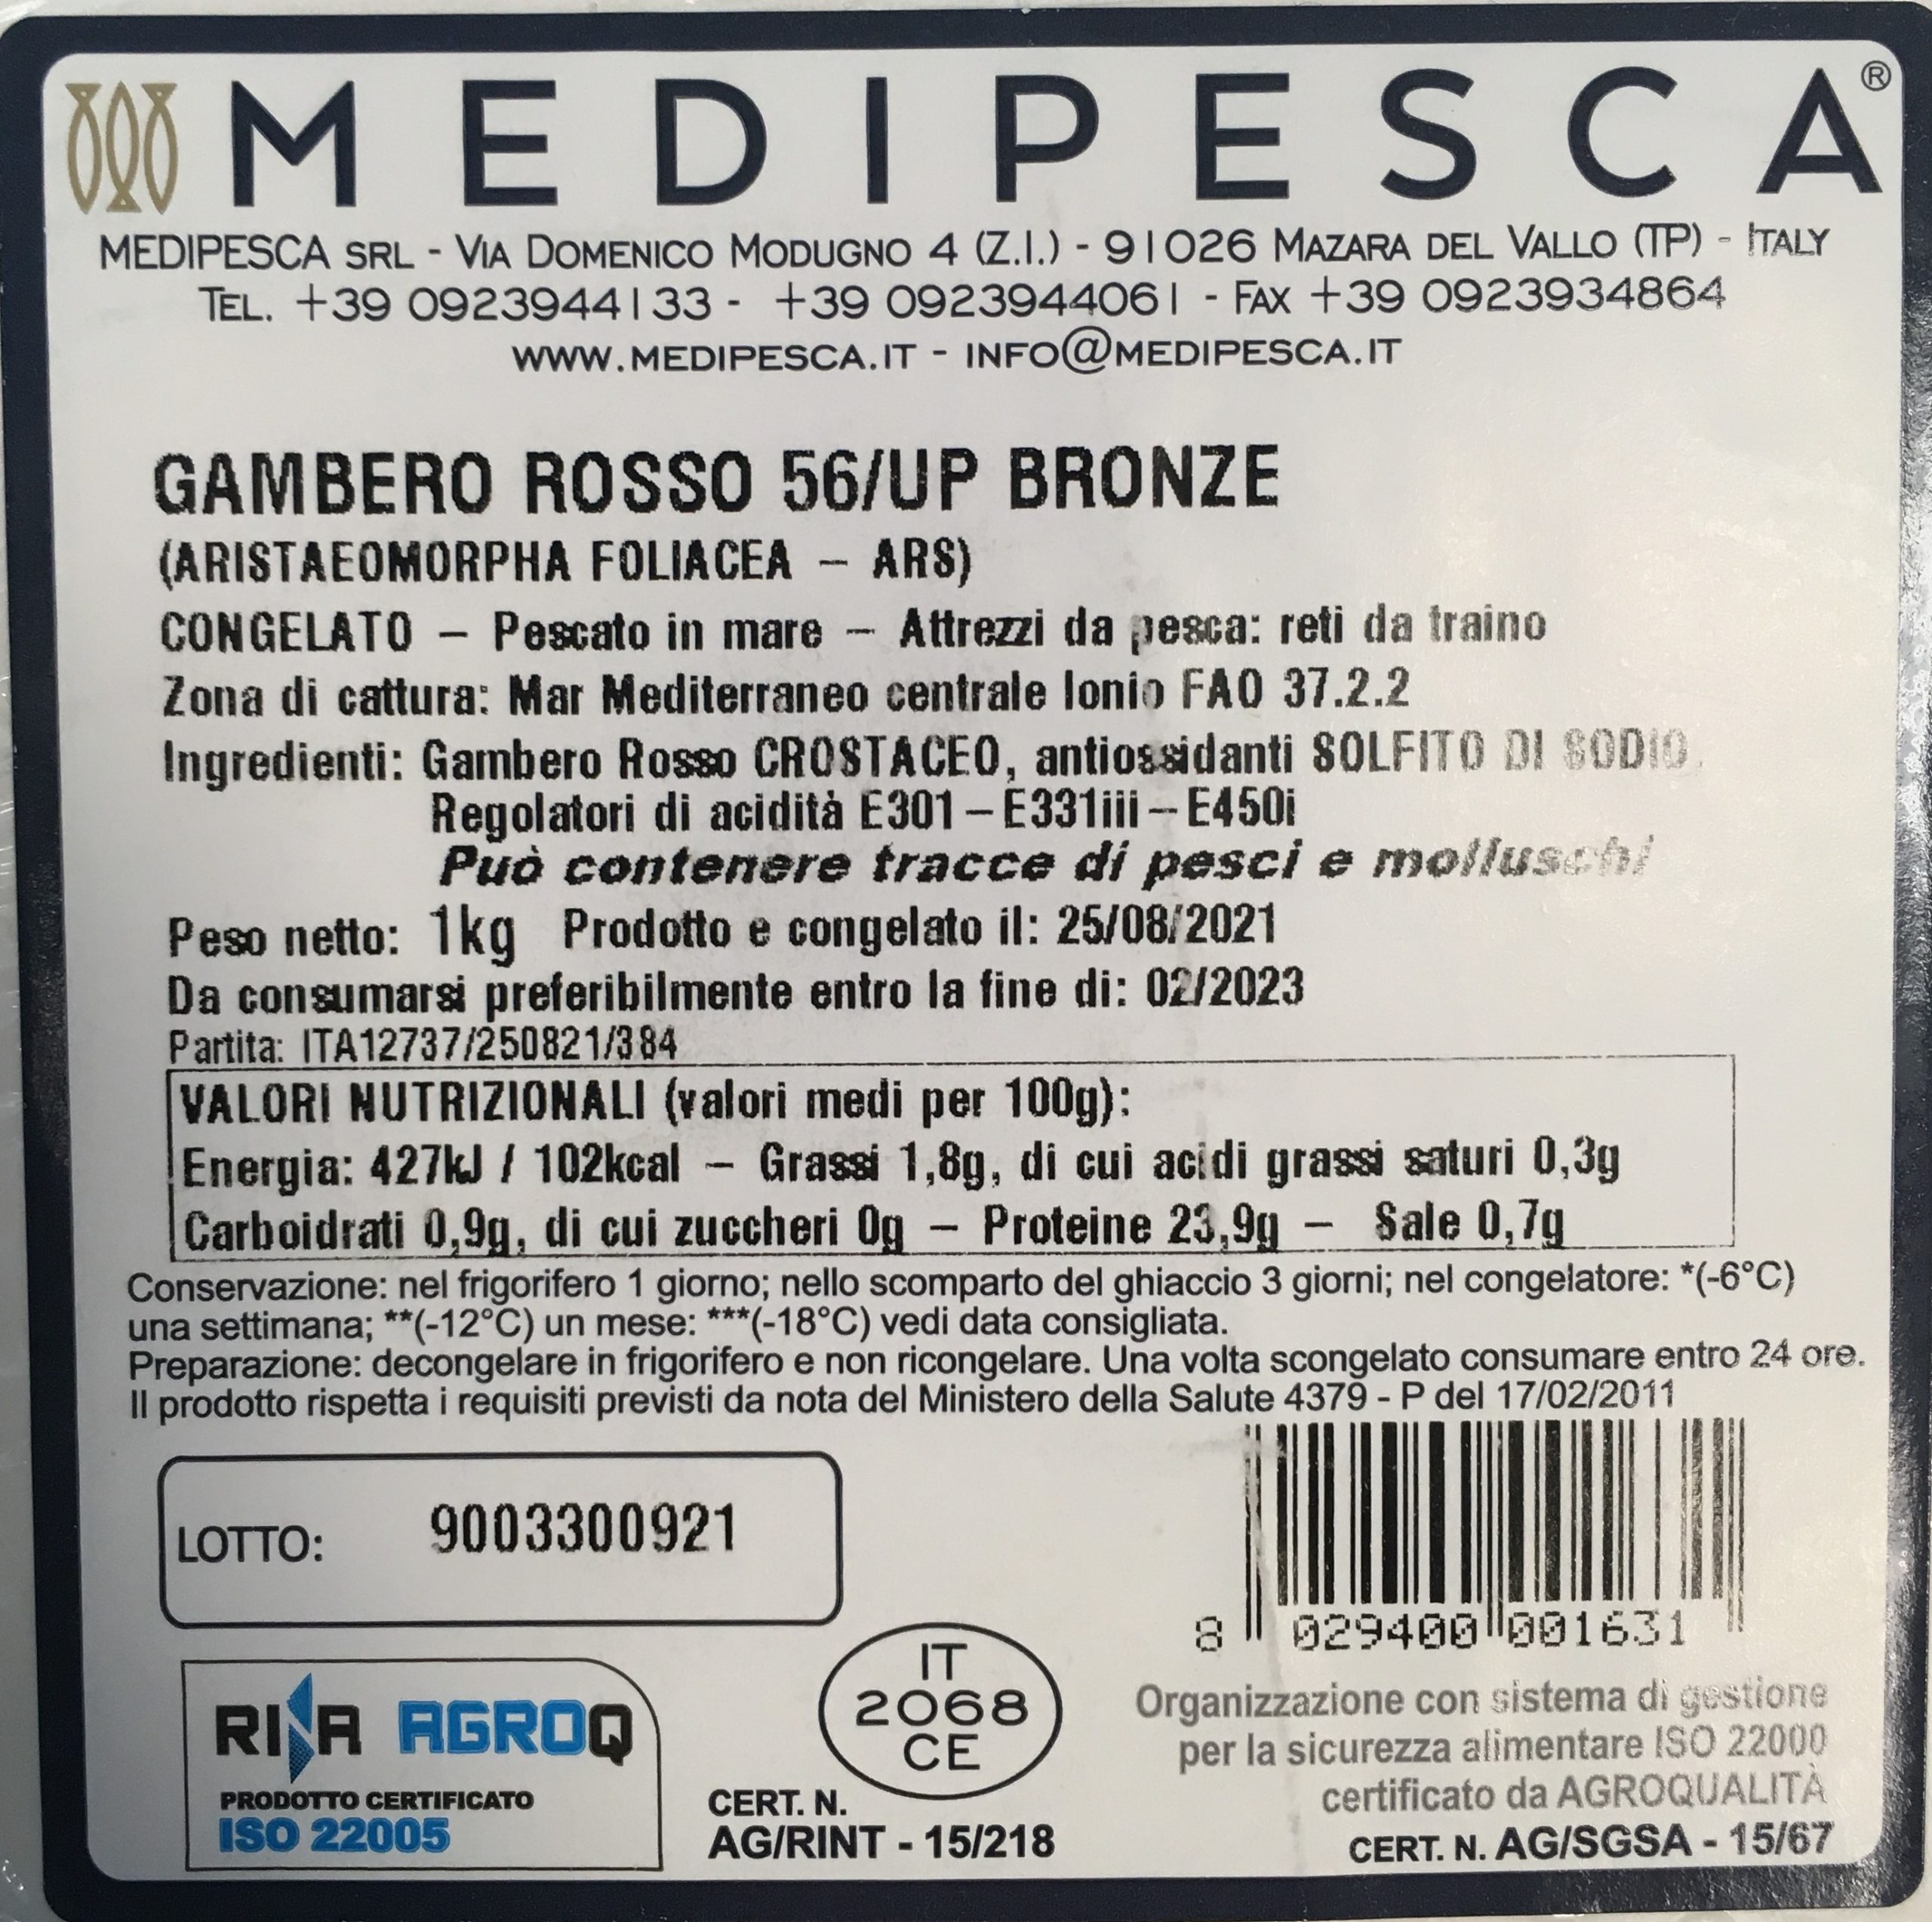 MEDIPESCA®
MEDIPESCA SRL - VIA DOMENICO MODUGNO 4 (Z.I.) - 91026 MAZARA DEL VALLO (TP) - ITALY
TEL. +39 0923944133 - +39 0923944061 - FAX +39 0923934864
WWW.MEDIPESCA.IT - INFO@MEDIPESCA.IT
GAMBERO ROSSO 56/UP BRONZE
(ARISTAEOMORPHA FOLIACEA – ARS)
CONGELATO – Pescato in mare – Attrezzi da pesca: reti da traino
Zona di cattura: Mar Mediterraneo centrale Ionio FAO 37.2.2
Ingredienti: Gambero Rosso CROSTACEO, antiossidanti SOLFITO DI SODIO.
Regolatori di acidità E301 – E331iii – E450i
Può contenere tracce di pesci e molluschi
Peso netto: 1kg Prodotto e congelato il: 25/08/2021
Da consumarsi preferibilmente entro la fine di: 02/2023
Partita: ITA12737/250821/384
VALORI NUTRIZIONALI (valori medi per 100g):
Energia: 427kJ / 102kcal – Grassi 1,8g, di cui acidi grassi saturi 0,3g
Carboidrati 0,9g, di cui zuccheri 0g – Proteine 23,9g – Sale 0,7g
Conservazione: nel frigorifero 1 giorno; nello scomparto del ghiaccio 3 giorni; nel congelatore: *(-6°C)
una settimana; **(-12°C) un mese: ***(-18°C) vedi data consigliata.
Preparazione: decongelare in frigorifero e non ricongelare. Una volta scongelato consumare entro 24 ore.
Il prodotto rispetta i requisiti previsti da nota del Ministero della Salute 4379 - P del 17/02/2011
LOTTO: 9003300921
8 029400 001631
RINA AGROQ
PRODOTTO CERTIFICATO
ISO 22005
IT
2068
CE
CERT. N.
AG/RINT - 15/218
Organizzazione con sistema di gestione
per la sicurezza alimentare ISO 22000
certificato da AGROQUALITÀ
CERT. N. AG/SGSA - 15/67